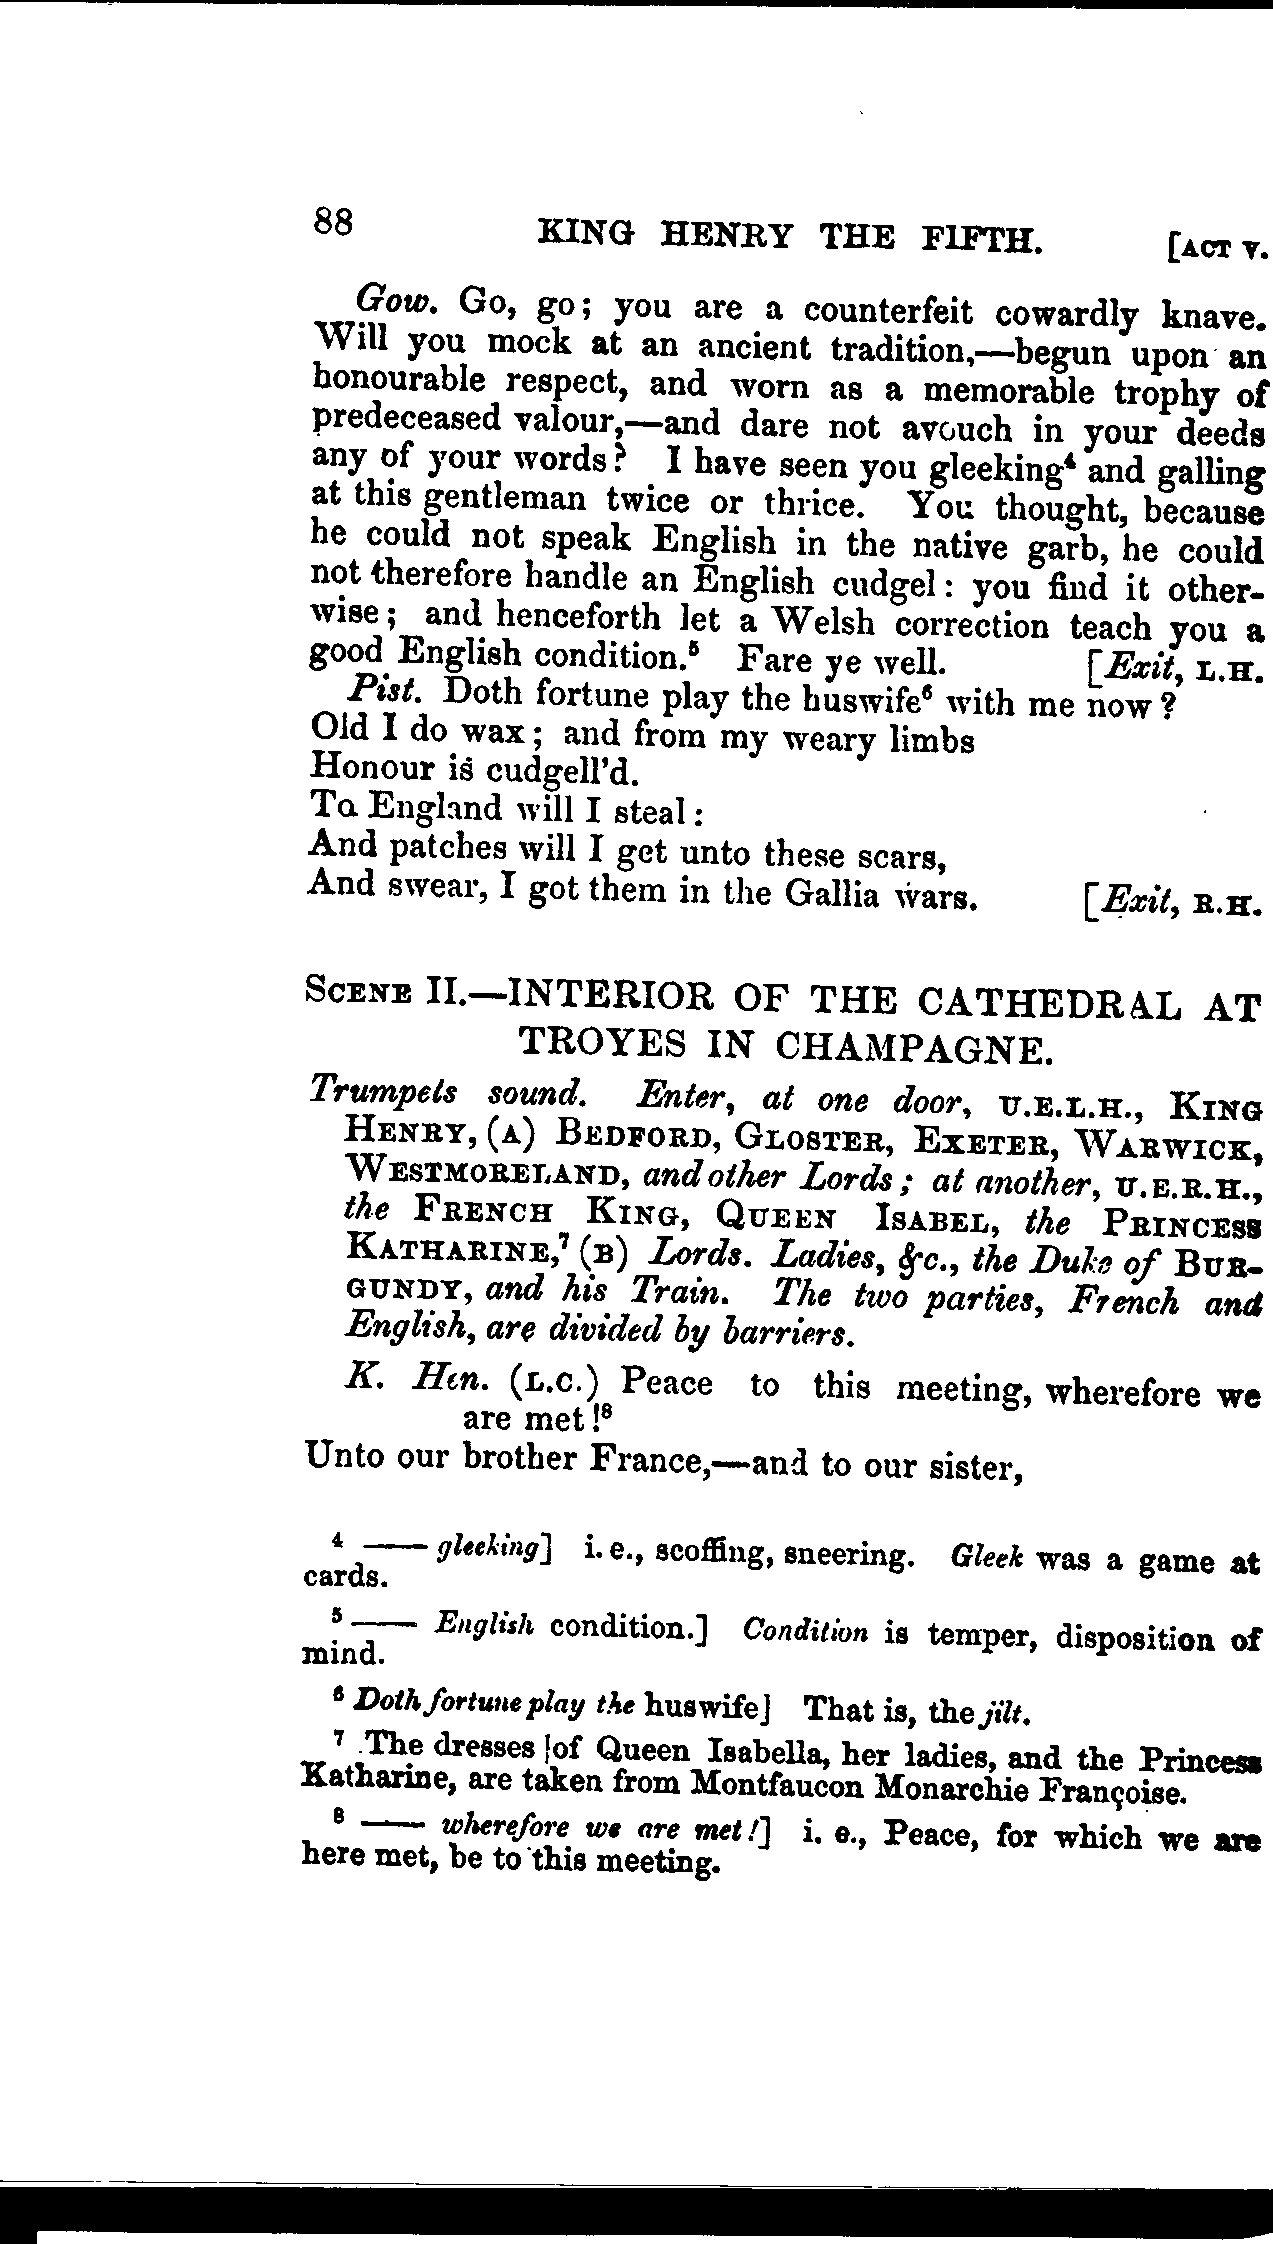 88 KING HENRY THE FIFTH. [ACT V.
Gow. Go, go; you are a counterfeit cowardly knave.
Will you mock at an ancient tradition,—begun upon an
honourable respect, and worn as a memorable trophy of
predeceased valour,—and dare not avouch in your deeds
any of your words? I have seen you gleeking⁴ and galling
at this gentleman twice or thrice. You thought, because
he could not speak English in the native garb, he could
not therefore handle an English cudgel: you find it other-
wise; and henceforth let a Welsh correction teach you a
good English condition.⁵ Fare ye well. [Exit, L.H.
Pist. Doth fortune play the huswife⁶ with me now?
Old I do wax; and from my weary limbs
Honour is cudgell'd.
To England will I steal:
And patches will I get unto these scars,
And swear, I got them in the Gallia wars. [Exit, R.H.
SCENE II.—INTERIOR OF THE CATHEDRAL AT
TROYES IN CHAMPAGNE.
Trumpets sound. Enter, at one door, U.E.L.H., KING
HENRY, (A) BEDFORD, GLOSTER, EXETER, WARWICK,
WESTMORELAND, and other Lords; at another, U.E.R.H.,
the FRENCH KING, QUEEN ISABEL, the PRINCESS
KATHARINE,⁷ (B) Lords. Ladies, &c., the Duke of BUR-
GUNDY, and his Train. The two parties, French and
English, are divided by barriers.
K. Hen. (L.C.) Peace to this meeting, wherefore we
are met!⁸
Unto our brother France,—and to our sister,
⁴ —— gleeking] i. e., scoffing, sneering. Gleek was a game at
cards.
⁵ —— English condition.] Condition is temper, disposition of
mind.
⁶ Doth fortune play the huswife] That is, the jilt.
⁷ The dresses of Queen Isabella, her ladies, and the Princess
Katharine, are taken from Montfaucon Monarchie Françoise.
⁸ —— wherefore we are met!] i. e., Peace, for which we are
here met, be to this meeting.